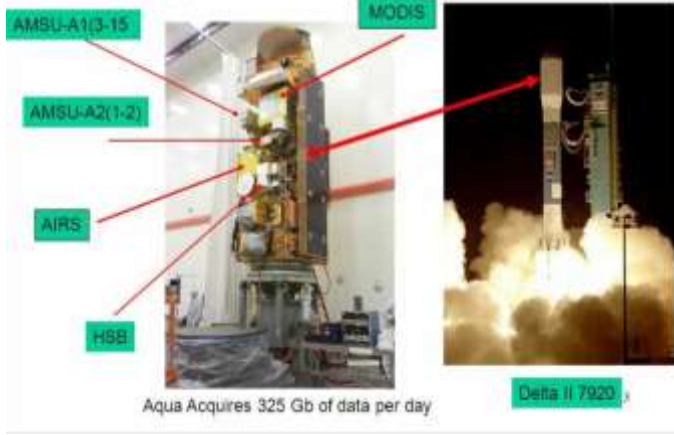 AMSU-A1(3-15
MODIS
AMSU-A2(1-2)
AIRS
HSB
Aqua Acquires 325 Gb of data per day
Delta II 7920